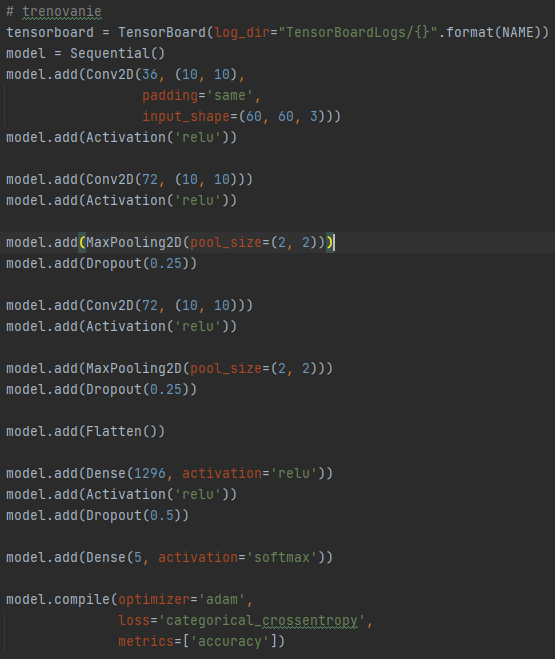 # trenovanie
tensorboard = TensorBoard(log_dir="TensorBoardLogs/{}".format(NAME))
model = Sequential()
model.add(Conv2D(36, (10, 10),
                 padding='same',
                 input_shape=(60, 60, 3)))
model.add(Activation('relu'))

model.add(Conv2D(72, (10, 10)))
model.add(Activation('relu'))

model.add(MaxPooling2D(pool_size=(2, 2)))
model.add(Dropout(0.25))

model.add(Conv2D(72, (10, 10)))
model.add(Activation('relu'))

model.add(MaxPooling2D(pool_size=(2, 2)))
model.add(Dropout(0.25))

model.add(Flatten())

model.add(Dense(1296, activation='relu'))
model.add(Activation('relu'))
model.add(Dropout(0.5))

model.add(Dense(5, activation='softmax'))

model.compile(optimizer='adam',
              loss='categorical_crossentropy',
              metrics=['accuracy'])